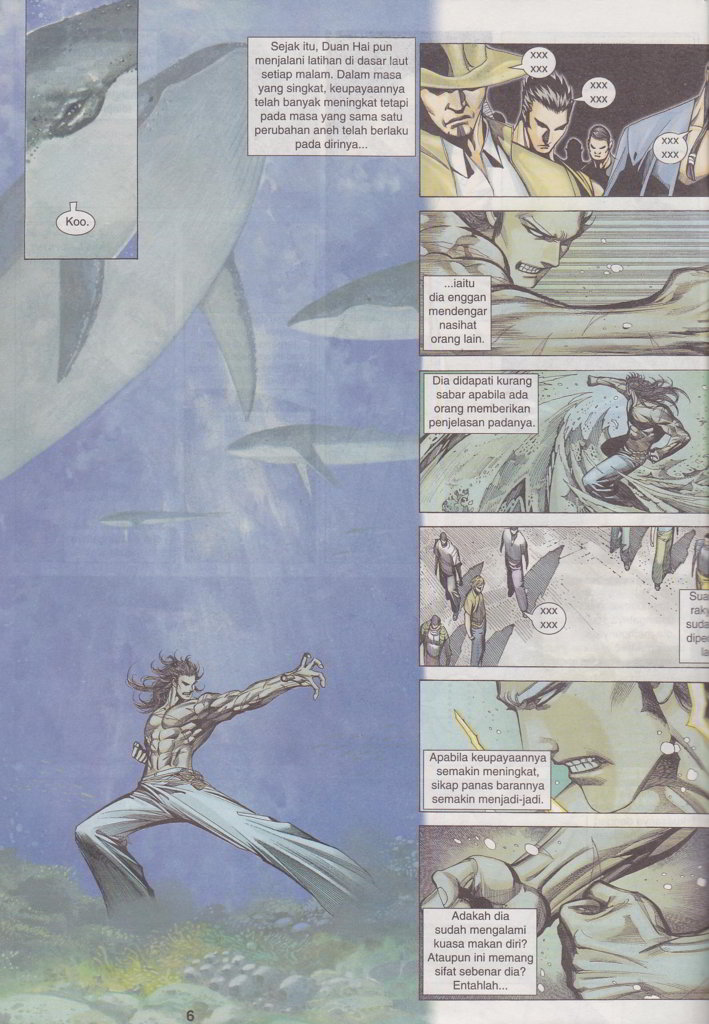 Koo.
Sejak itu, Duan Hai pun
menjalani latihan di dasar laut
setiap malam. Dalam masa
yang singkat, keupayaannya
telah banyak meningkat tetapi
pada masa yang sama satu
perubahan aneh telah berlaku
pada dirinya...
xxx
xxx
xxx
xxx
xxx
xxx
...iaitu
dia enggan
mendengar
nasihat
orang lain.
Dia didapati kurang
sabar apabila ada
orang memberikan
penjelasan padanya.
xxx
xxx
Apabila keupayaannya
semakin meningkat,
sikap panas barannya
semakin menjadi-jadi.
Adakah dia
sudah mengalami
kuasa makan diri?
Ataupun ini memang
sifat sebenar dia?
Entahlah...
6